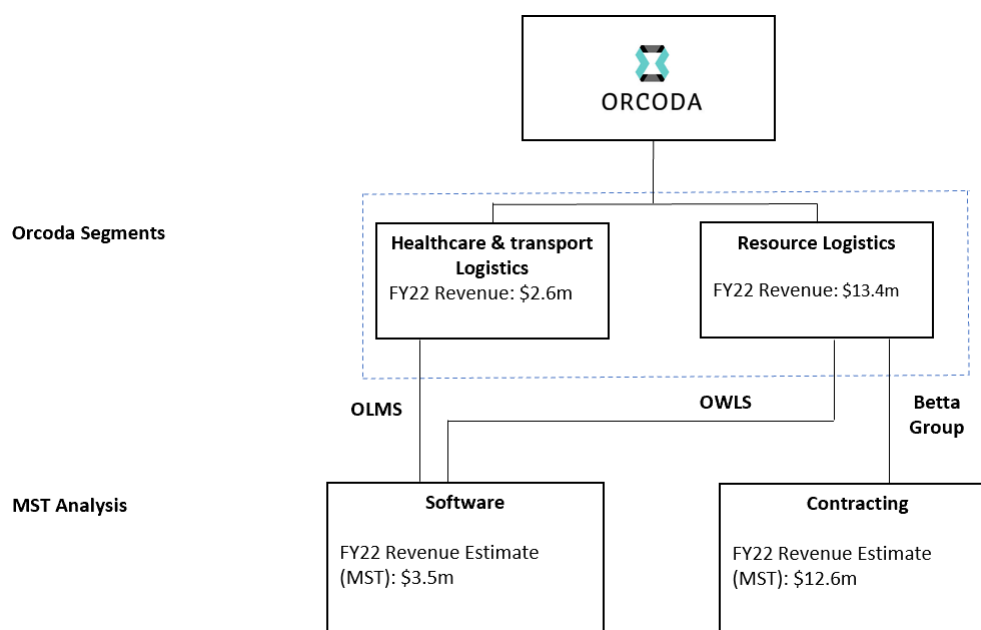 ORCODA
Orcoda Segments
Healthcare & transport
Logistics
FY22 Revenue: $2.6m
Resource Logistics
FY22 Revenue: $13.4m
OLMS
OWLS
Betta
Group
MST Analysis
Software
FY22 Revenue Estimate
(MST): $3.5m
Contracting
FY22 Revenue Estimate
(MST): $12.6m